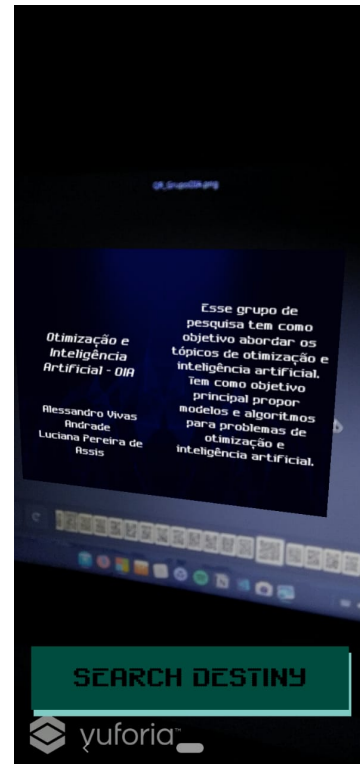 QR_GrupoOIA.png
Otimização e
Inteligência
Artificial - OIA
Alessandro Vivas
Andrade
Luciana Pereira de
Assis
Esse grupo de
pesquisa tem como
objetivo abordar os
tópicos de otimização e
inteligência artificial.
Tem como objetivo
principal propor
modelos e algoritmos
para problemas de
otimização e
inteligência artificial.
SEARCH DESTINY
vuforia™